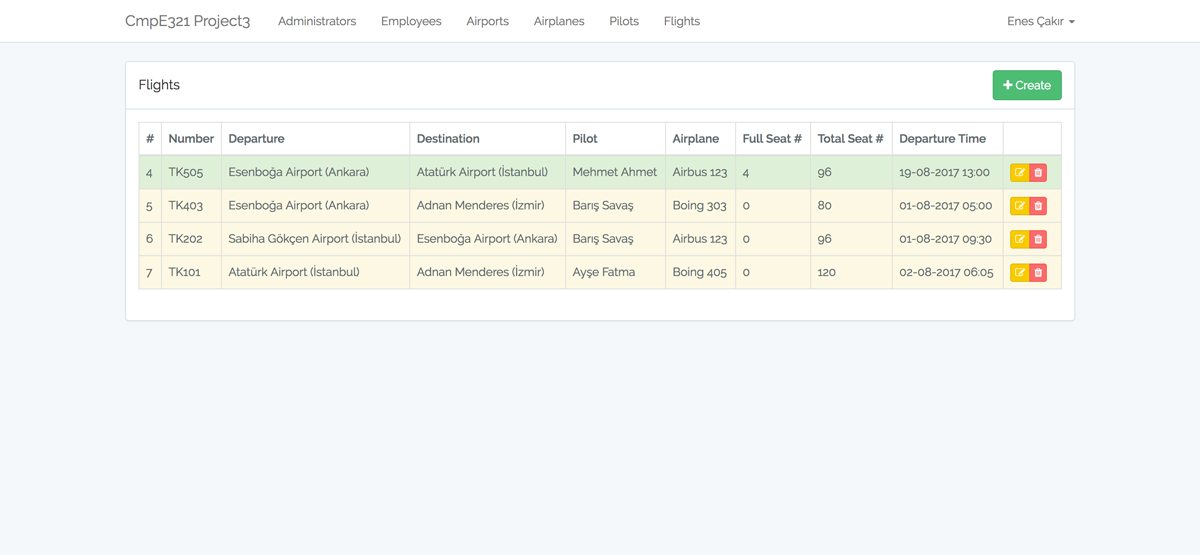 CmpE321 Project3 Administrators Employees Airports Airplanes Pilots Flights Enes Çakır
Flights Create
# Number Departure Destination Pilot Airplane Full Seat # Total Seat # Departure Time
4 TK505 Esenboğa Airport (Ankara) Atatürk Airport (İstanbul) Mehmet Ahmet Airbus 123 4 96 19-08-2017 13:00
5 TK403 Esenboğa Airport (Ankara) Adnan Menderes (İzmir) Barış Savaş Boing 303 0 80 01-08-2017 05:00
6 TK202 Sabiha Gökçen Airport (İstanbul) Esenboğa Airport (Ankara) Barış Savaş Airbus 123 0 96 01-08-2017 09:30
7 TK101 Atatürk Airport (İstanbul) Adnan Menderes (İzmir) Ayşe Fatma Boing 405 0 120 02-08-2017 06:05